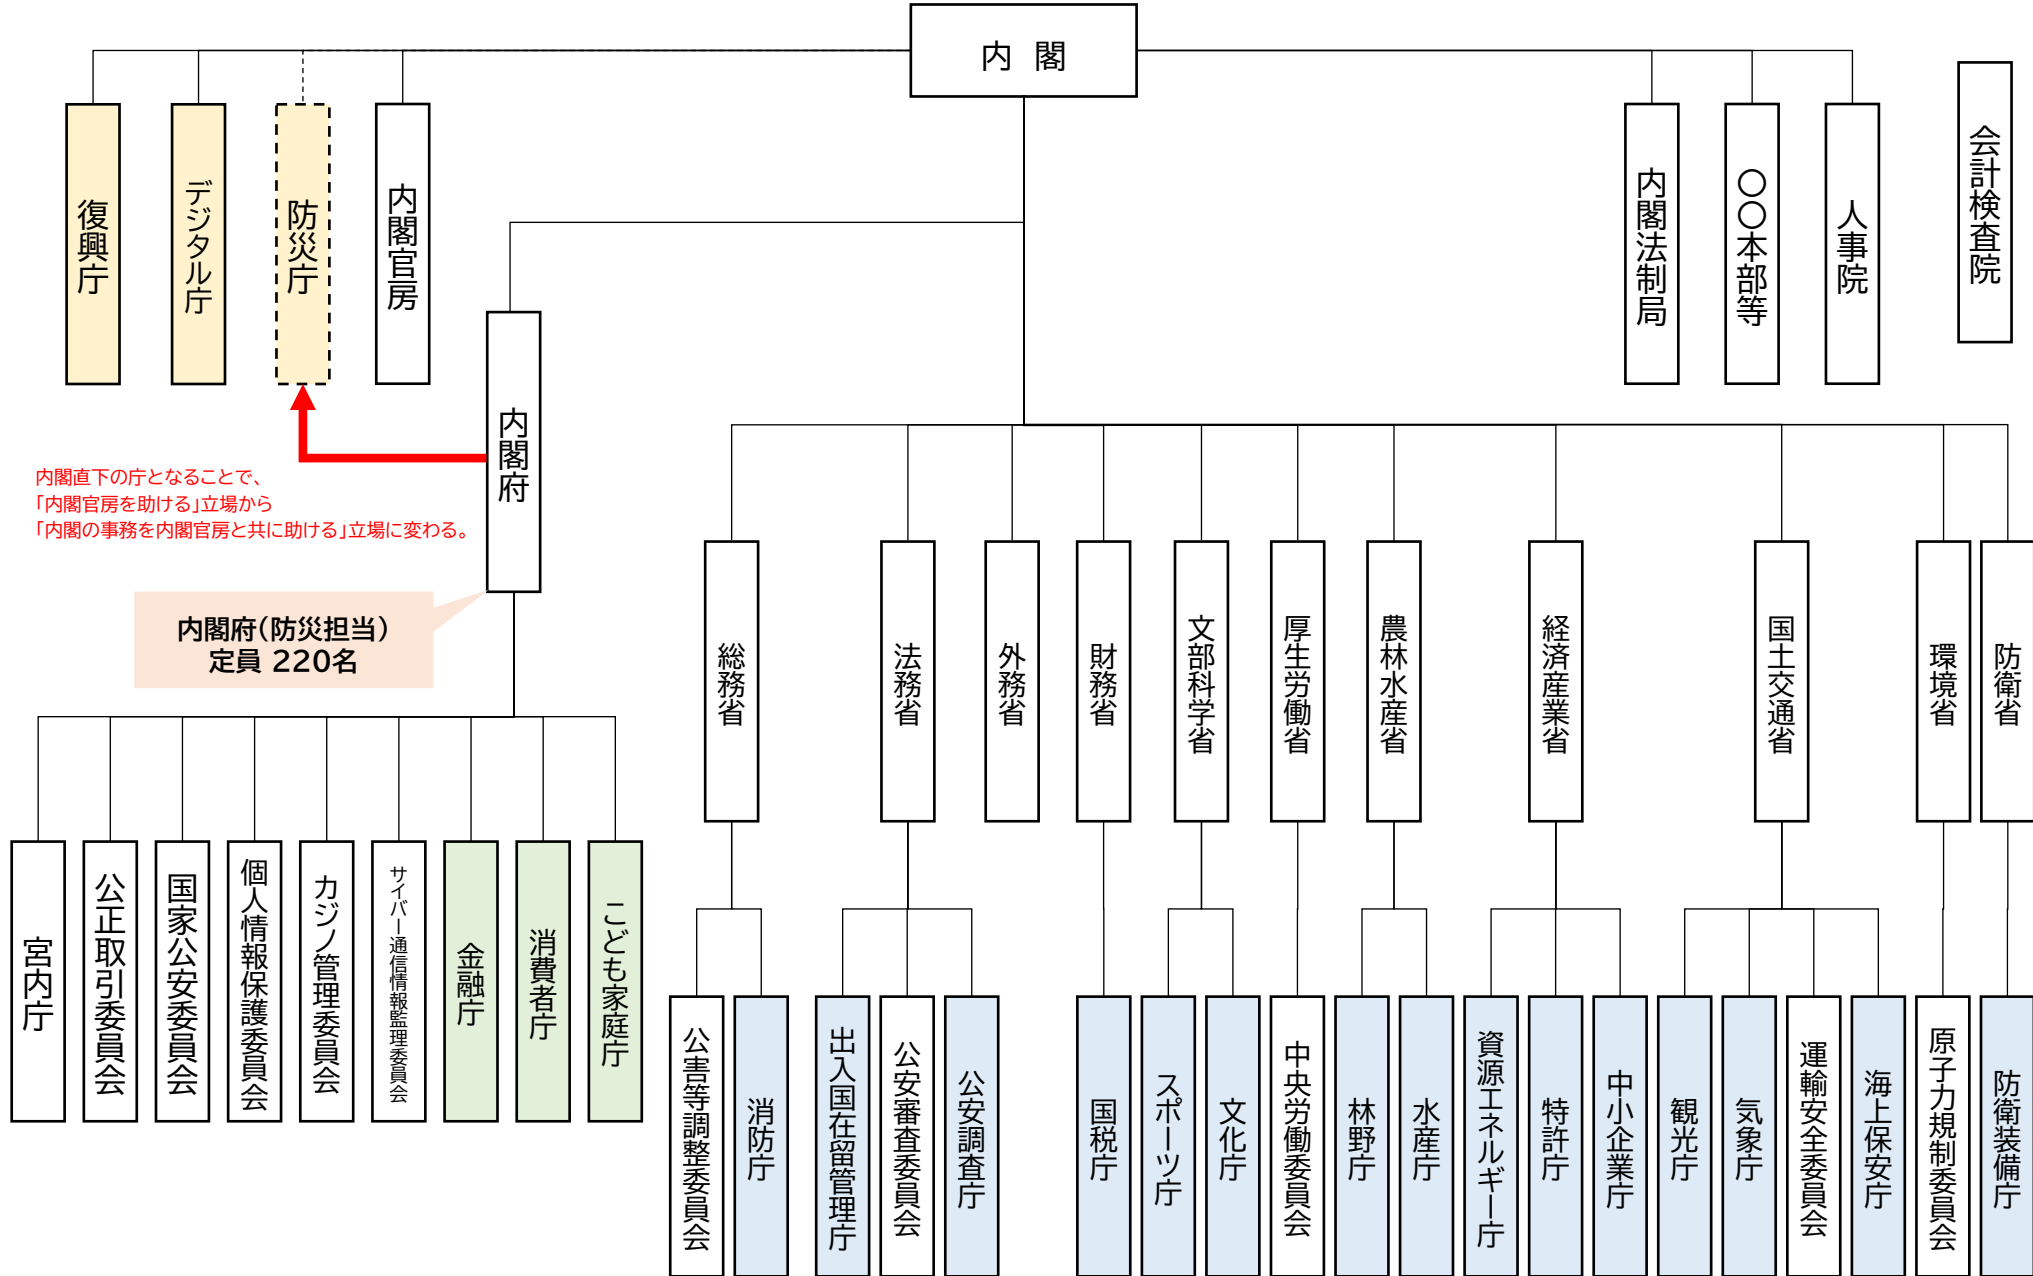 内 閣
復興庁
デジタル庁
防災庁
内閣官房
内閣法制局
〇〇本部等
人事院
会計検査院
内閣府
内閣直下の庁となることで、
「内閣官房を助ける」立場から
「内閣の事務を内閣官房と共に助ける」立場に変わる。
内閣府(防災担当)
定員 220名
総務省
法務省
外務省
財務省
文部科学省
厚生労働省
農林水産省
経済産業省
国土交通省
環境省
防衛省
宮内庁
公正取引委員会
国家公安委員会
個人情報保護委員会
カジノ管理委員会
サイバー通信情報監理委員会
金融庁
消費者庁
こども家庭庁
公害等調整委員会
消防庁
出入国在留管理庁
公安審査委員会
公安調査庁
国税庁
スポーツ庁
文化庁
中央労働委員会
林野庁
水産庁
資源エネルギー庁
特許庁
中小企業庁
観光庁
気象庁
運輸安全委員会
海上保安庁
原子力規制委員会
防衛装備庁